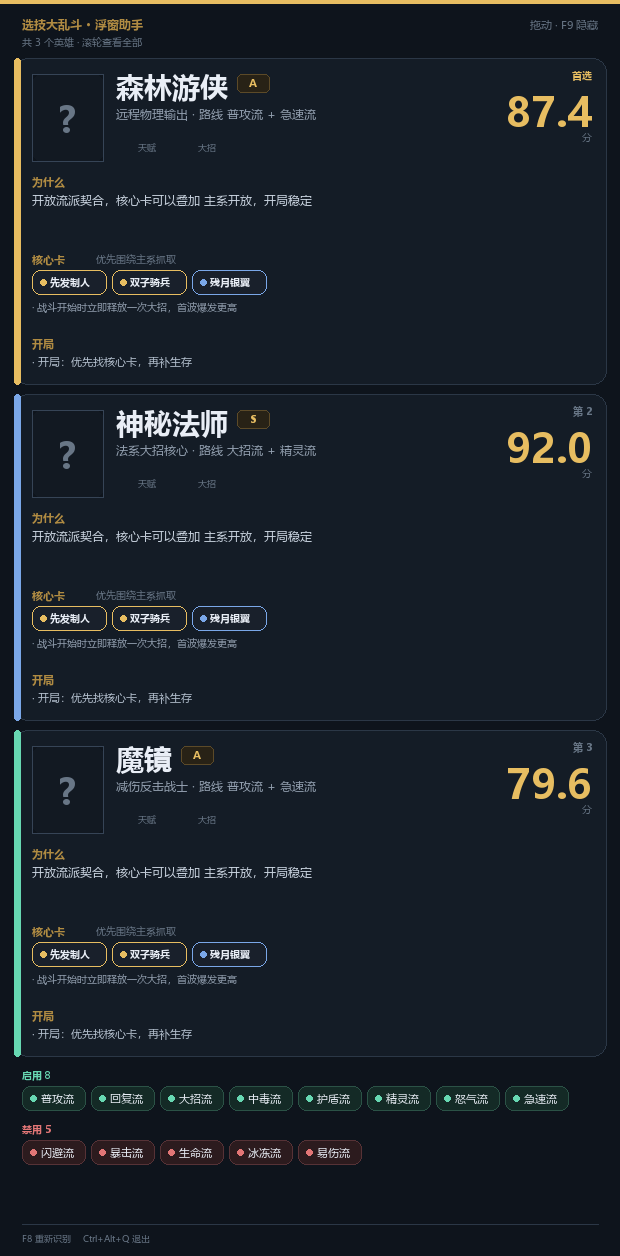 选技大乱斗·浮窗助手
拖动 · F9 隐藏
共 3 个英雄 · 滚轮查看全部
?
森林游侠 A
首选
87.4
分
远程物理输出 · 路线 普攻流 + 急速流
天赋 大招
为什么
开放流派契合，核心卡可以叠加 主系开放，开局稳定
核心卡 优先围绕主系抓取
先发制人 双子骑兵 残月银翼
· 战斗开始时立即释放一次大招，首波爆发更高
开局
· 开局：优先找核心卡，再补生存
?
神秘法师 S
第 2
92.0
分
法系大招核心 · 路线 大招流 + 精灵流
天赋 大招
为什么
开放流派契合，核心卡可以叠加 主系开放，开局稳定
核心卡 优先围绕主系抓取
先发制人 双子骑兵 残月银翼
· 战斗开始时立即释放一次大招，首波爆发更高
开局
· 开局：优先找核心卡，再补生存
?
魔镜 A
第 3
79.6
分
减伤反击战士 · 路线 普攻流 + 急速流
天赋 大招
为什么
开放流派契合，核心卡可以叠加 主系开放，开局稳定
核心卡 优先围绕主系抓取
先发制人 双子骑兵 残月银翼
· 战斗开始时立即释放一次大招，首波爆发更高
开局
· 开局：优先找核心卡，再补生存
启用 8
普攻流 回复流 大招流 中毒流 护盾流 精灵流 怒气流 急速流
禁用 5
闪避流 暴击流 生命流 冰冻流 易伤流
F8 重新识别 Ctrl+Alt+Q 退出